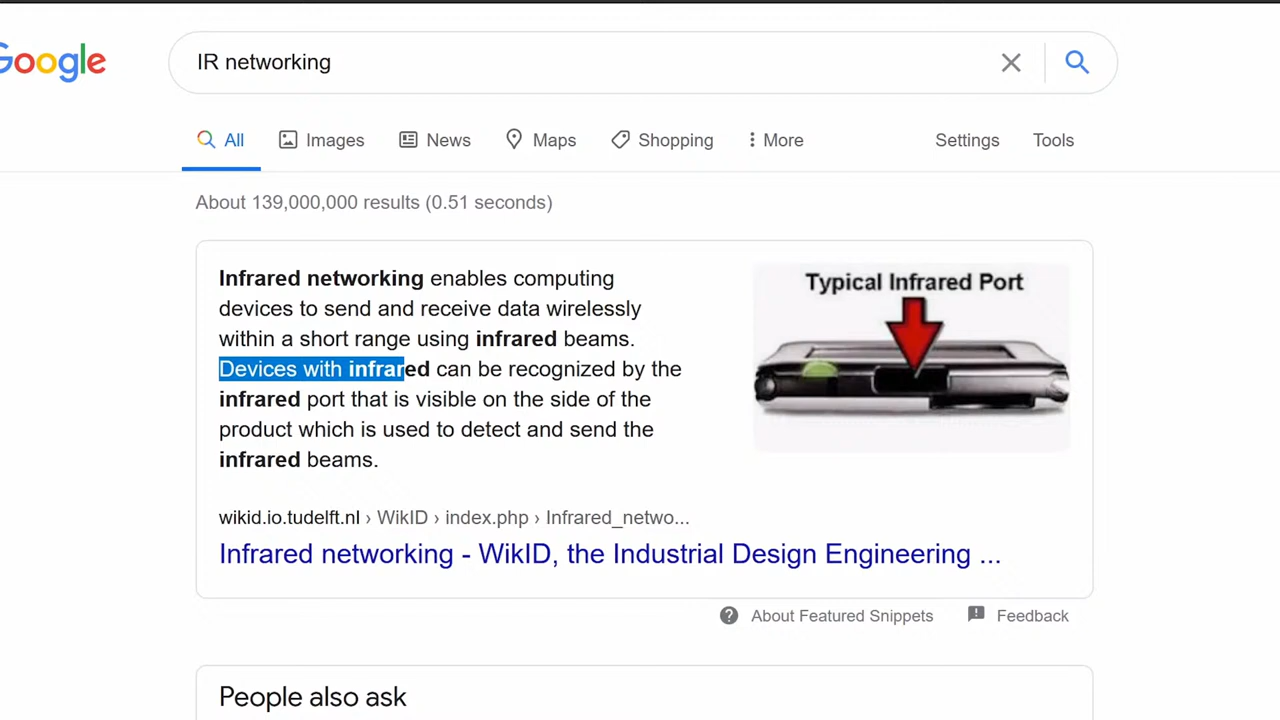 Google
IR networking
All Images News Maps Shopping More Settings Tools
About 139,000,000 results (0.51 seconds)
Infrared networking enables computing
devices to send and receive data wirelessly
within a short range using infrared beams.
Devices with infrared can be recognized by the
infrared port that is visible on the side of the
product which is used to detect and send the
infrared beams.
Typical Infrared Port
wikid.io.tudelft.nl › WikID › index.php › Infrared_netwo...
Infrared networking - WikID, the Industrial Design Engineering ...
About Featured Snippets Feedback
People also ask